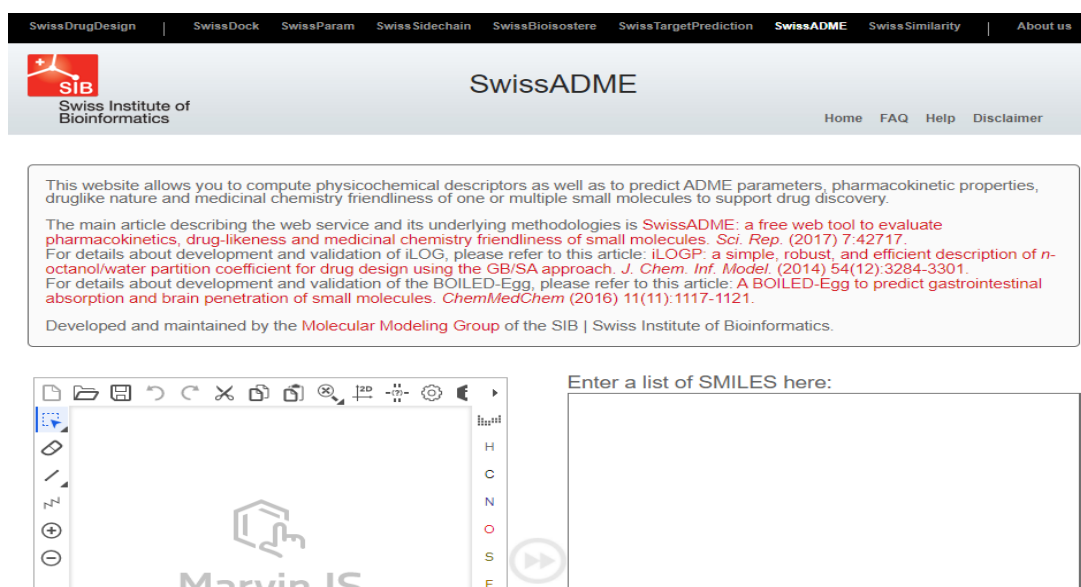 SwissDrugDesign | SwissDock SwissParam SwissSidechain SwissBioisostere SwissTargetPrediction SwissADME SwissSimilarity | About us
SIB
Swiss Institute of
Bioinformatics
SwissADME
Home FAQ Help Disclaimer
This website allows you to compute physicochemical descriptors as well as to predict ADME parameters, pharmacokinetic properties,
druglike nature and medicinal chemistry friendliness of one or multiple small molecules to support drug discovery.
The main article describing the web service and its underlying methodologies is SwissADME: a free web tool to evaluate
pharmacokinetics, drug-likeness and medicinal chemistry friendliness of small molecules. Sci. Rep. (2017) 7:42717.
For details about development and validation of iLOG, please refer to this article: iLOGP: a simple, robust, and efficient description of n-
octanol/water partition coefficient for drug design using the GB/SA approach. J. Chem. Inf. Model. (2014) 54(12):3284-3301.
For details about development and validation of the BOILED-Egg, please refer to this article: A BOILED-Egg to predict gastrointestinal
absorption and brain penetration of small molecules. ChemMedChem (2016) 11(11):1117-1121.
Developed and maintained by the Molecular Modeling Group of the SIB | Swiss Institute of Bioinformatics.
Enter a list of SMILES here:
2D
H
C
N
O
S
F
Marvin JS